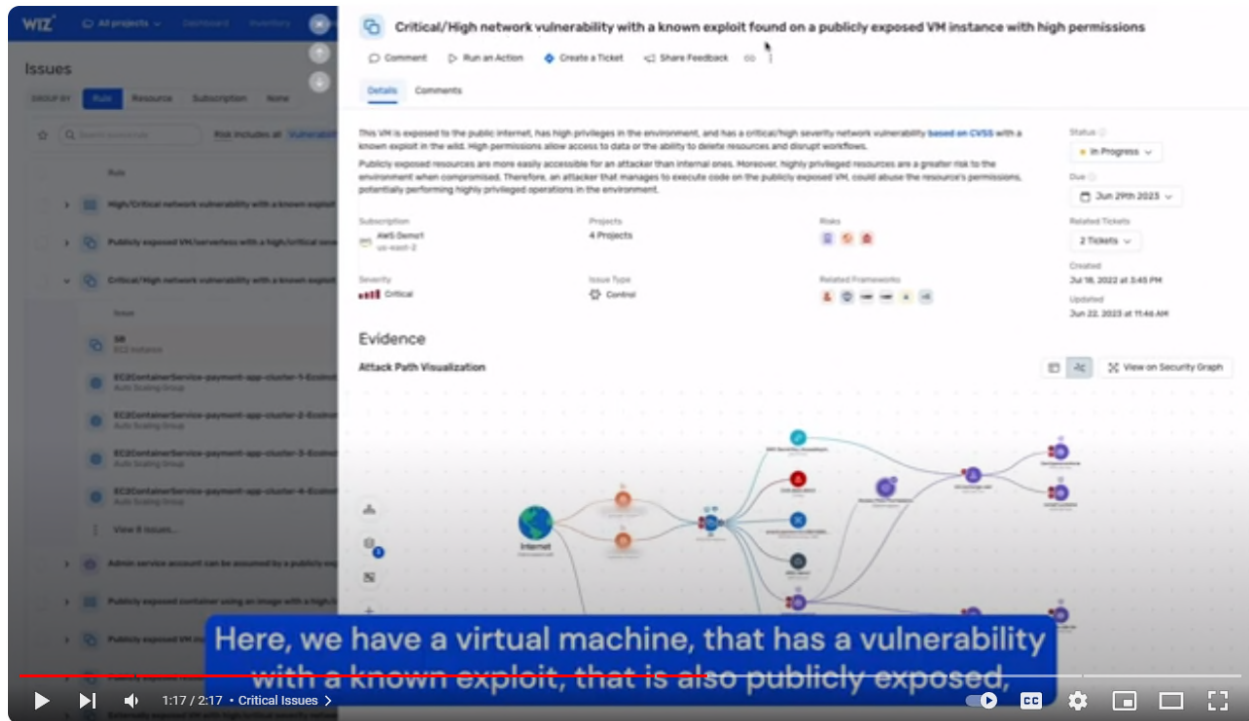 WIZ
All projects
Dashboard
Inventory
Issues
GROUP BY
Rule
Resource
Subscription
None
Risk includes all
Rule
High/Critical network vulnerability with a known exploit
Publicly exposed VM/serverless with a high/critical
Critical/High network vulnerability with a known exploit
Issue
EC2 Instance
EC2ContainerService-payment-app-cluster-1-EcsInst
Auto Scaling Group
EC2ContainerService-payment-app-cluster-2-EcsInst
Auto Scaling Group
EC2ContainerService-payment-app-cluster-3-EcsInst
Auto Scaling Group
EC2ContainerService-payment-app-cluster-4-EcsInst
Auto Scaling Group
View 8 issues...
Admin service account can be assumed by a publicly
Publicly exposed container using an image with a
Publicly exposed VM
Critical/High network vulnerability with a known exploit found on a publicly exposed VM instance with high permissions
Comment
Run an Action
Create a Ticket
Share Feedback
Details
Comments
This VM is exposed to the public internet, has high privileges in the environment, and has a critical/high severity network vulnerability based on CVSS with a
known exploit in the wild. High permissions allow access to data or the ability to delete resources and disrupt workflows.
Publicly exposed resources are more easily accessible for an attacker than internal ones. Moreover, highly privileged resources are a greater risk to the
environment when compromised. Therefore, an attacker that manages to execute code on the publicly exposed VM, could abuse the resource's permissions,
potentially performing highly privileged operations in the environment.
Subscription
AWS Demo1
us-east-2
Projects
4 Projects
Risks
Severity
Critical
Issue Type
Control
Related Frameworks
Status
In Progress
Due
Jun 29th 2023
Related Tickets
2 Tickets
Created
Jul 18, 2022 at 3:45 PM
Updated
Jun 22, 2023 at 11:46 AM
Evidence
Attack Path Visualization
View on Security Graph
Internet
Here, we have a virtual machine, that has a vulnerability
with a known exploit, that is also publicly exposed,
1:17 / 2:17 • Critical Issues
CC